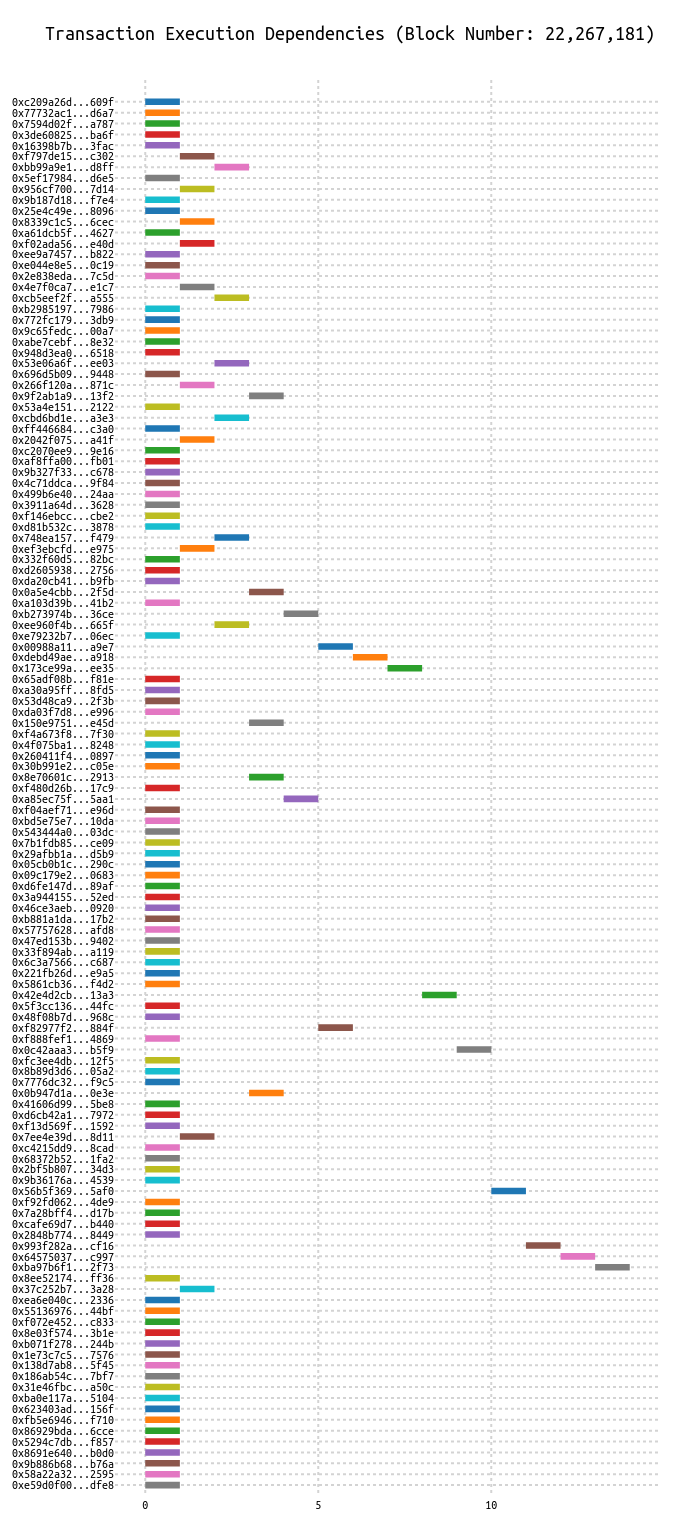 Transaction Execution Dependencies (Block Number: 22,267,181)
0xc209a26d...609f
0x77732ac1...d6a7
0x7594d02f...a787
0x3de60825...ba6f
0x16398b7b...3fac
0xf797de15...c302
0xbb99a9e1...d8ff
0x5ef17984...d6e5
0x956cf700...7d14
0x9b187d18...f7e4
0x25e4c49e...8096
0x8339c1c5...6cec
0xa61dcb5f...4627
0xf02ada56...e40d
0xee9a7457...b822
0xe044e8e5...0c19
0x2e838eda...7c5d
0x4e7f0ca7...e1c7
0xcb5eef2f...a555
0xb2985197...7986
0x772fc179...3db9
0x9c65fedc...00a7
0xabe7cebf...8e32
0x948d3ea0...6518
0x53e06a6f...ee03
0x696d5b09...9448
0x266f120a...871c
0x9f2ab1a9...13f2
0x53a4e151...2122
0xcbd6bd1e...a3e3
0xff446684...c3a0
0x2042f075...a41f
0xc2070ee9...9e16
0xaf8ffa00...fb01
0x9b327f33...c678
0x4c71ddca...9f84
0x499b6e40...24aa
0x3911a64d...3628
0xf146ebcc...cbe2
0xd81b532c...3878
0x748ea157...f479
0xef3ebcfd...e975
0x332f60d5...82bc
0xd2605938...2756
0xda20cb41...b9fb
0x0a5e4cbb...2f5d
0xa103d39b...41b2
0xb273974b...36ce
0xee960f4b...665f
0xe79232b7...06ec
0x00988a11...a9e7
0xdebd49ae...a918
0x173ce99a...ee35
0x65adf08b...f81e
0xa30a95ff...8fd5
0x53d48ca9...2f3b
0xda03f7d8...e996
0x150e9751...e45d
0xf4a673f8...7f30
0x4f075ba1...8248
0x260411f4...0897
0x30b991e2...c05e
0x8e70601c...2913
0xf480d26b...17c9
0xa85ec75f...5aa1
0xf04aef71...e96d
0xbd5e75e7...10da
0x543444a0...03dc
0x7b1fdb85...ce09
0x29afbb1a...d5b9
0x05cb0b1c...290c
0x09c179e2...0683
0xd6fe147d...89af
0x3a944155...52ed
0x46ce3aeb...0920
0xb881a1da...17b2
0x57757628...afd8
0x47ed153b...9402
0x33f894ab...a119
0x6c3a7566...c687
0x221fb26d...e9a5
0x5861cb36...f4d2
0x42e4d2cb...13a3
0x5f3cc136...44fc
0x48f08b7d...968c
0xf82977f2...884f
0xf888fef1...4869
0x0c42aaa3...b5f9
0xfc3ee4db...12f5
0x8b89d3d6...05a2
0x7776dc32...f9c5
0x0b947d1a...0e3e
0x41606d99...5be8
0xd6cb42a1...7972
0xf13d569f...1592
0x7ee4e39d...8d11
0xc4215dd9...8cad
0x68372b52...1fa2
0x2bf5b807...34d3
0x9b36176a...4539
0x56b5f369...5af0
0xf92fd062...4de9
0x7a28bff4...d17b
0xcafe69d7...b440
0x2848b774...8449
0x993f282a...cf16
0x64575037...c997
0xba97b6f1...2f73
0x8ee52174...ff36
0x37c252b7...3a28
0xea6e040c...2336
0x55136976...44bf
0xf072e452...c833
0x8e03f574...3b1e
0xb071f278...244b
0x1e73c7c5...7576
0x138d7ab8...5f45
0x186ab54c...7bf7
0x31e46fbc...a50c
0xba0e117a...5104
0x623403ad...156f
0xfb5e6946...f710
0x86929bda...6cce
0x5294c7db...f857
0x8691e640...b0d0
0x9b886b68...b76a
0x58a22a32...2595
0xe59d0f00...dfe8
0 5 10